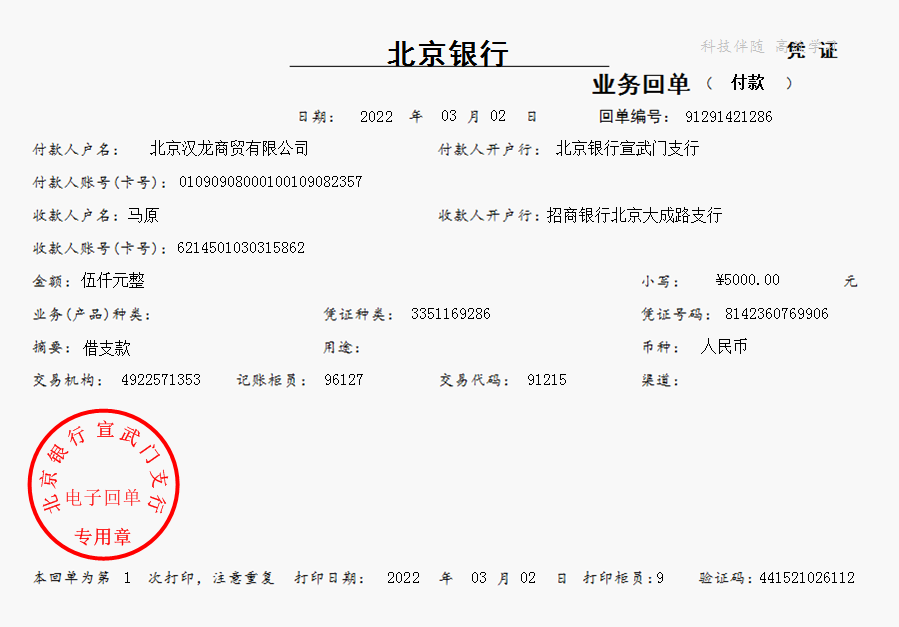 科技伴随 高效学习
北京银行 凭 证
业务回单（ 付款 ）
日期： 2022 年 03 月 02 日 回单编号： 91291421286
付款人户名： 北京汉龙商贸有限公司 付款人开户行： 北京银行宣武门支行
付款人账号(卡号)： 01090908000100109082357
收款人户名：马原 收款人开户行：招商银行北京大成路支行
收款人账号(卡号)： 6214501030315862
金额：伍仟元整 小写： ¥5000.00 元
业务(产品)种类： 凭证种类： 3351169286 凭证号码： 8142360769906
摘要：借支款 用途： 币种： 人民币
交易机构： 4922571353 记账柜员： 96127 交易代码： 91215 渠道：
北京银行宣武门支行
电子回单
专用章
本回单为第 1 次打印，注意重复 打印日期： 2022 年 03 月 02 日 打印柜员：9 验证码：441521026112